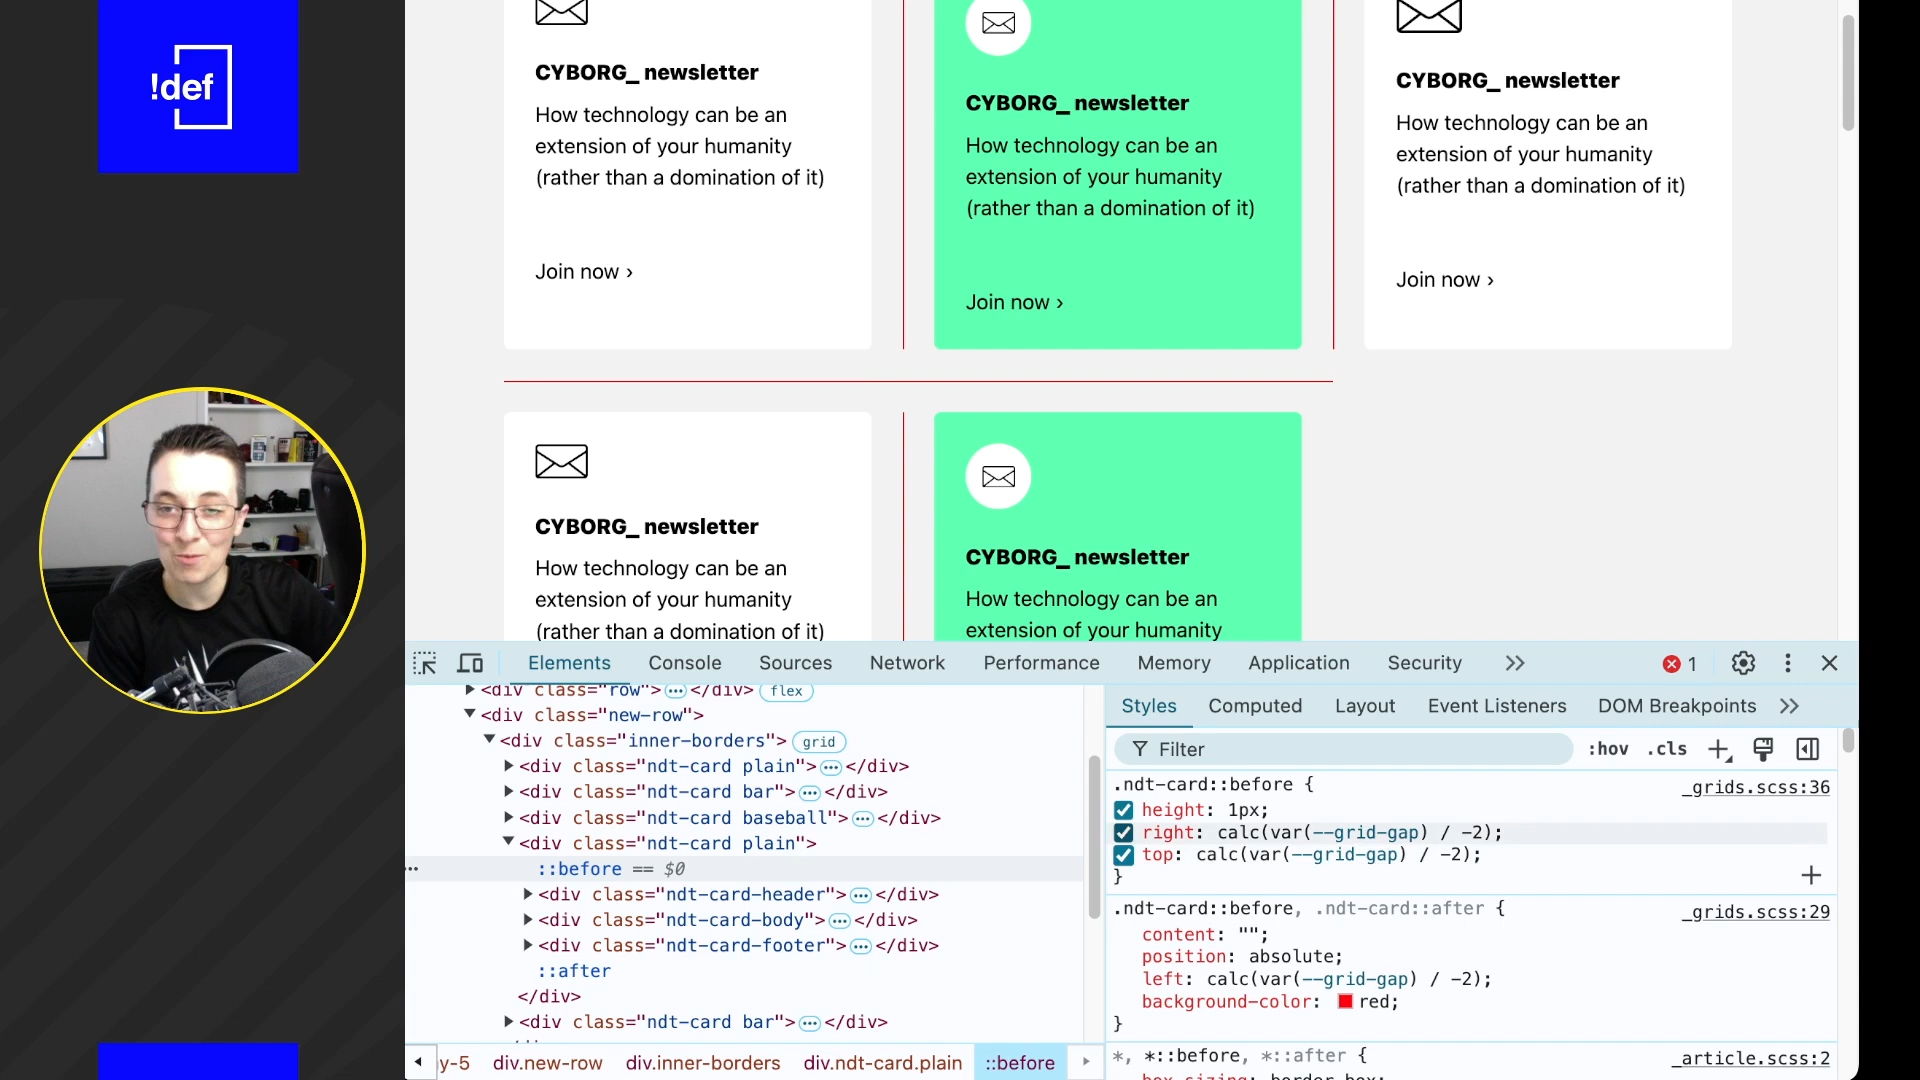 !def
CYBORG_ newsletter
How technology can be an
extension of your humanity
(rather than a domination of it)
Join now ›
CYBORG_ newsletter
How technology can be an
extension of your humanity
(rather than a domination of it)
Join now ›
CYBORG_ newsletter
How technology can be an
extension of your humanity
(rather than a domination of it)
Join now ›
CYBORG_ newsletter
How technology can be an
extension of your humanity
(rather than a domination of it)
CYBORG_ newsletter
How technology can be an
extension of your humanity
Elements Console Sources Network Performance Memory Application Security 1
<div class="row"> </div> flex
<div class="new-row">
<div class="inner-borders"> grid
<div class="ndt-card plain"> </div>
<div class="ndt-card bar"> </div>
<div class="ndt-card baseball"> </div>
<div class="ndt-card plain">
::before == $0
<div class="ndt-card-header"> </div>
<div class="ndt-card-body"> </div>
<div class="ndt-card-footer"> </div>
::after
</div>
<div class="ndt-card bar"> </div>
y-5 div.new-row div.inner-borders div.ndt-card.plain ::before
Styles Computed Layout Event Listeners DOM Breakpoints
Filter :hov .cls
.ndt-card::before { _grids.scss:36
height: 1px;
right: calc(var(--grid-gap) / -2);
top: calc(var(--grid-gap) / -2);
}
.ndt-card::before, .ndt-card::after { _grids.scss:29
content: "";
position: absolute;
left: calc(var(--grid-gap) / -2);
background-color: red;
}
*, *::before, *::after { _article.scss:2
box-sizing: border-box;